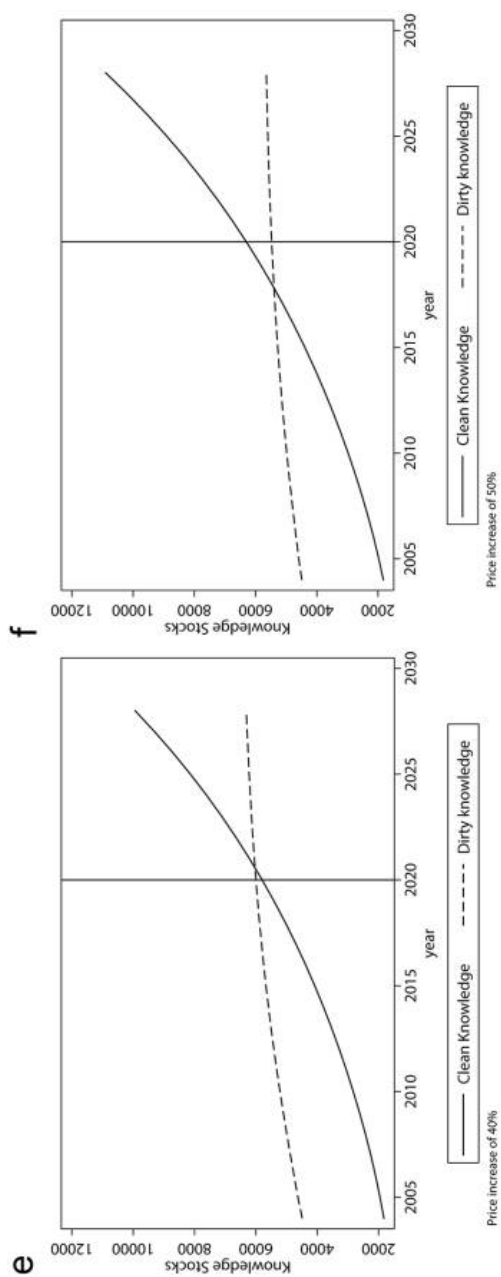 e
Knowledge Stocks
12000
10000
8000
6000
4000
2000
2005
2010
2015
2020
2025
2030
year
Clean Knowledge
Dirty knowledge
Price increase of 40%
f
Knowledge Stocks
12000
10000
8000
6000
4000
2000
2005
2010
2015
2020
2025
2030
year
Clean Knowledge
Dirty knowledge
Price increase of 50%